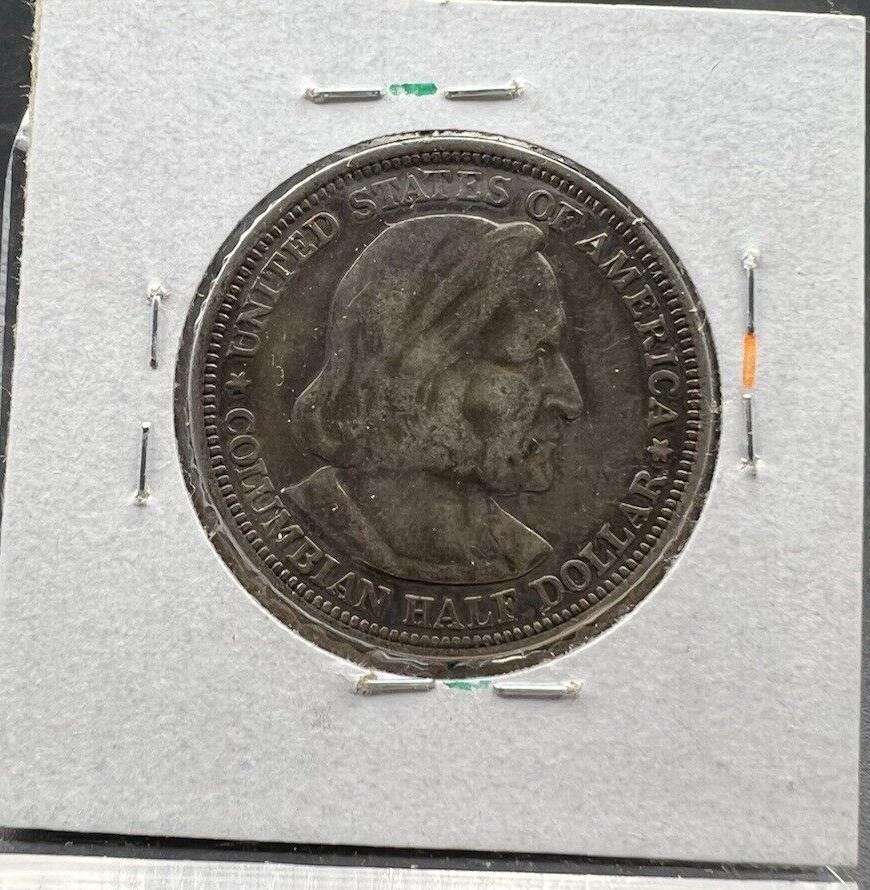 UNITED STATES OF AMERICA
★ COLUMBIAN HALF DOLLAR ★